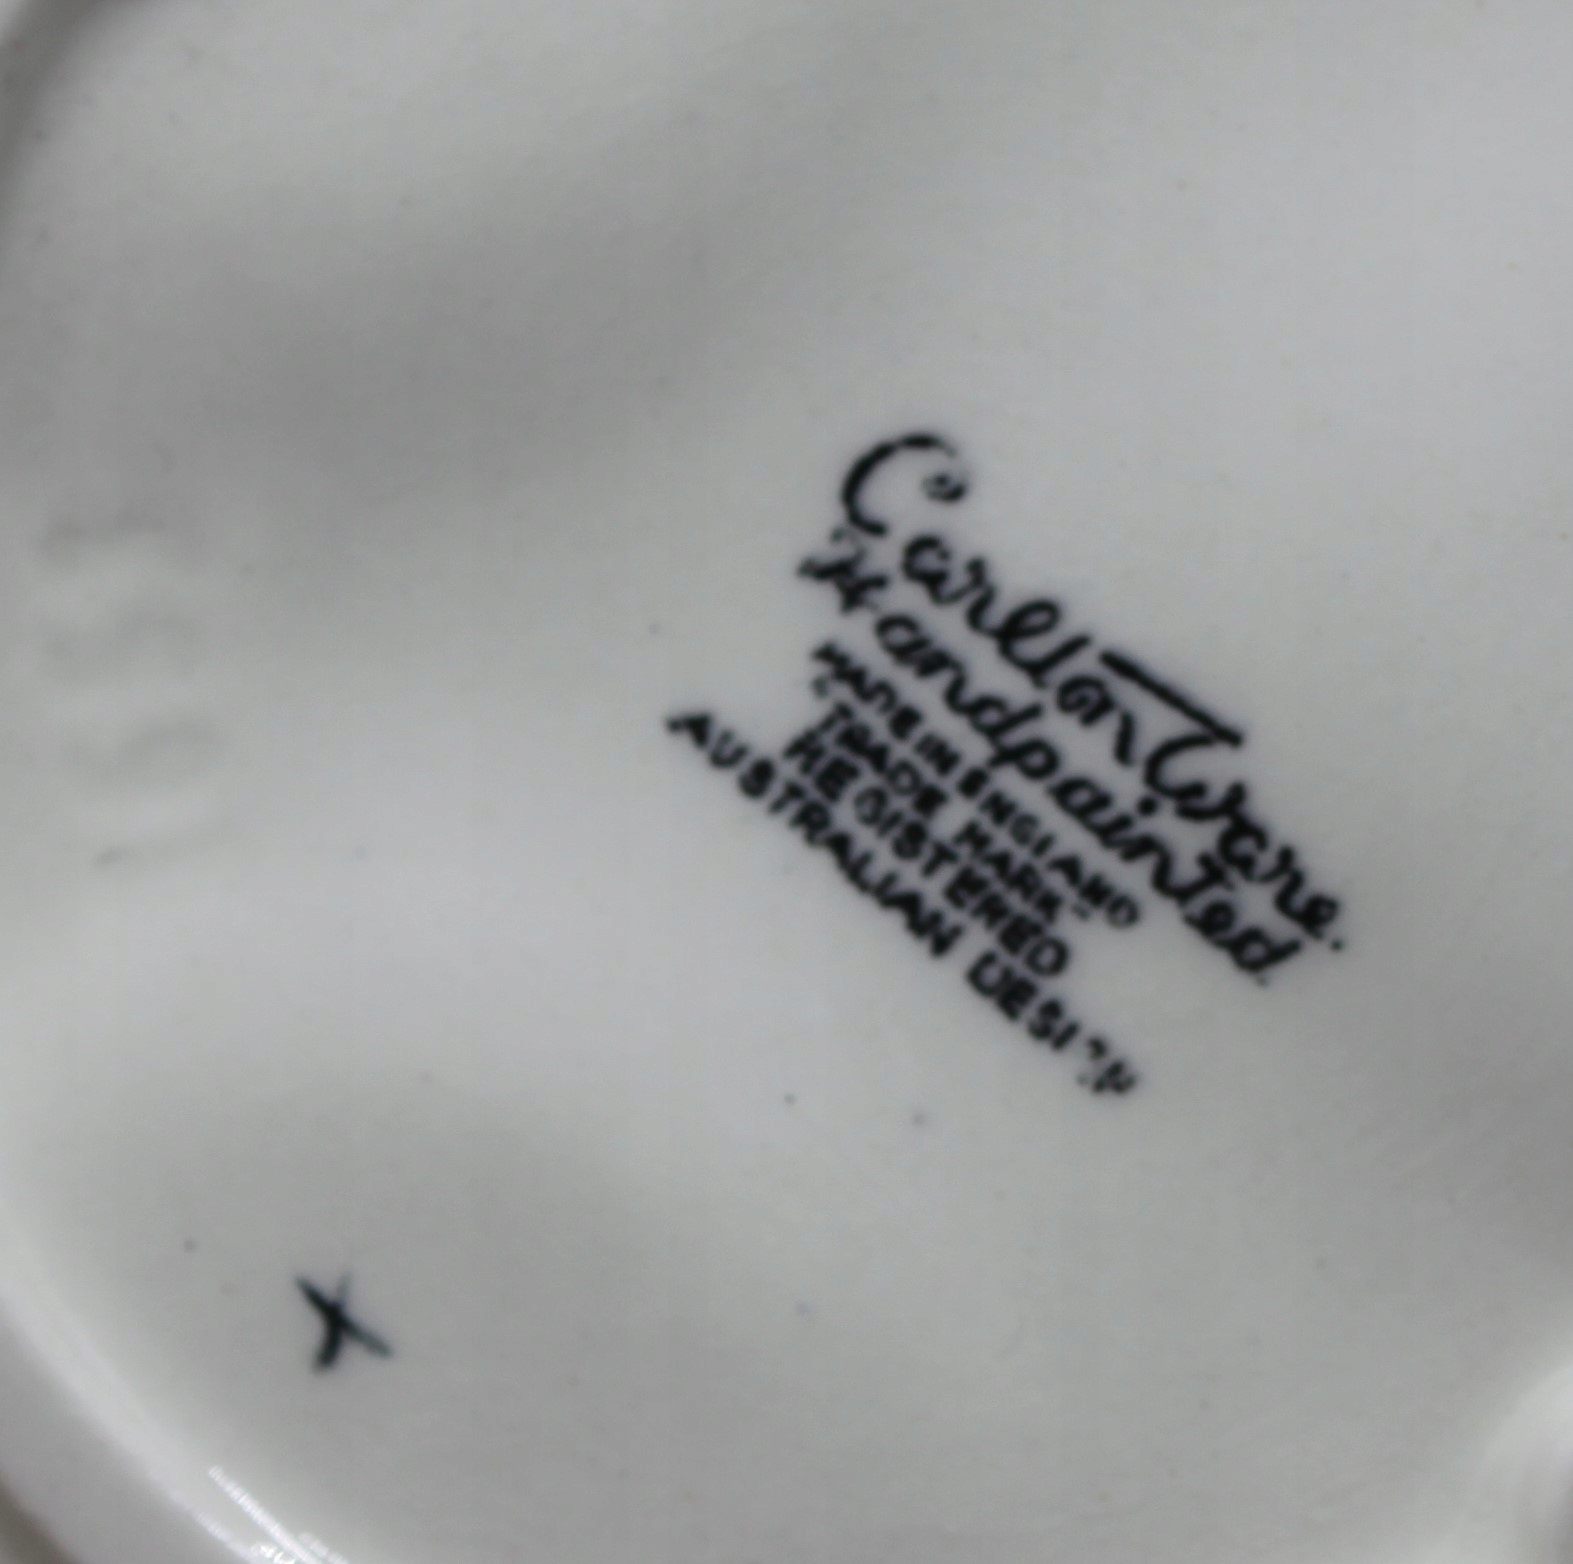 Carlton Ware.
Handpainted.
MADE IN ENGLAND
"TRADE MARK"
REGISTERED
AUSTRALIAN DESIGN
X